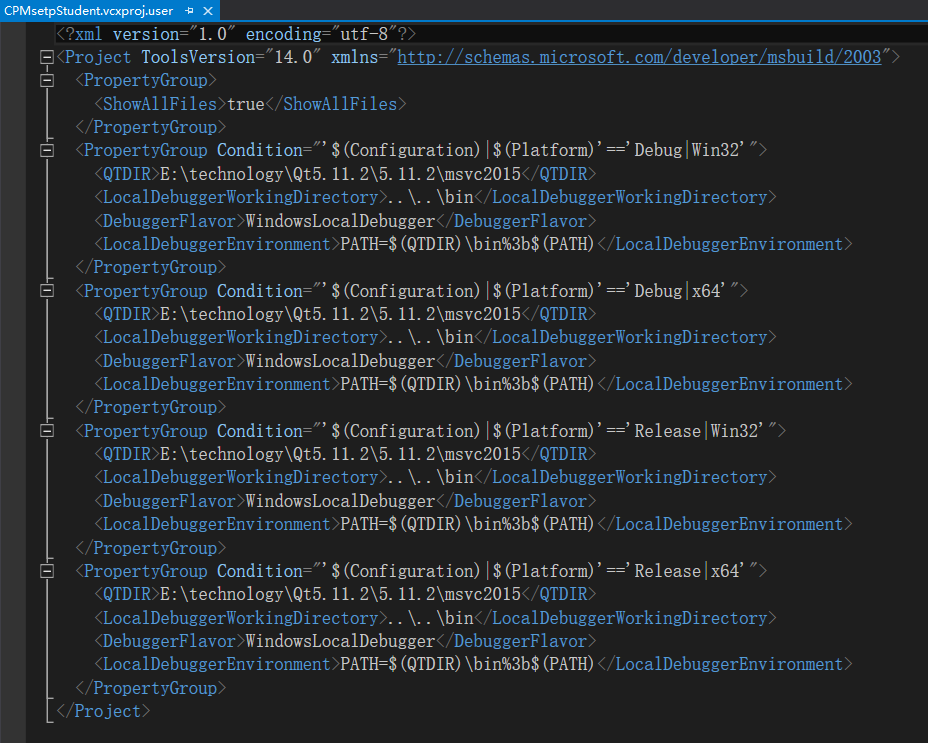 CPMsetpStudent.vcxproj.user
<?xml version="1.0" encoding="utf-8"?>
<Project ToolsVersion="14.0" xmlns="http://schemas.microsoft.com/developer/msbuild/2003">
  <PropertyGroup>
    <ShowAllFiles>true</ShowAllFiles>
  </PropertyGroup>
  <PropertyGroup Condition="'$(Configuration)|$(Platform)'=='Debug|Win32'">
    <QTDIR>E:\technology\Qt5.11.2\5.11.2\msvc2015</QTDIR>
    <LocalDebuggerWorkingDirectory>..\..\bin</LocalDebuggerWorkingDirectory>
    <DebuggerFlavor>WindowsLocalDebugger</DebuggerFlavor>
    <LocalDebuggerEnvironment>PATH=$(QTDIR)\bin%3b$(PATH)</LocalDebuggerEnvironment>
  </PropertyGroup>
  <PropertyGroup Condition="'$(Configuration)|$(Platform)'=='Debug|x64'">
    <QTDIR>E:\technology\Qt5.11.2\5.11.2\msvc2015</QTDIR>
    <LocalDebuggerWorkingDirectory>..\..\bin</LocalDebuggerWorkingDirectory>
    <DebuggerFlavor>WindowsLocalDebugger</DebuggerFlavor>
    <LocalDebuggerEnvironment>PATH=$(QTDIR)\bin%3b$(PATH)</LocalDebuggerEnvironment>
  </PropertyGroup>
  <PropertyGroup Condition="'$(Configuration)|$(Platform)'=='Release|Win32'">
    <QTDIR>E:\technology\Qt5.11.2\5.11.2\msvc2015</QTDIR>
    <LocalDebuggerWorkingDirectory>..\..\bin</LocalDebuggerWorkingDirectory>
    <DebuggerFlavor>WindowsLocalDebugger</DebuggerFlavor>
    <LocalDebuggerEnvironment>PATH=$(QTDIR)\bin%3b$(PATH)</LocalDebuggerEnvironment>
  </PropertyGroup>
  <PropertyGroup Condition="'$(Configuration)|$(Platform)'=='Release|x64'">
    <QTDIR>E:\technology\Qt5.11.2\5.11.2\msvc2015</QTDIR>
    <LocalDebuggerWorkingDirectory>..\..\bin</LocalDebuggerWorkingDirectory>
    <DebuggerFlavor>WindowsLocalDebugger</DebuggerFlavor>
    <LocalDebuggerEnvironment>PATH=$(QTDIR)\bin%3b$(PATH)</LocalDebuggerEnvironment>
  </PropertyGroup>
</Project>